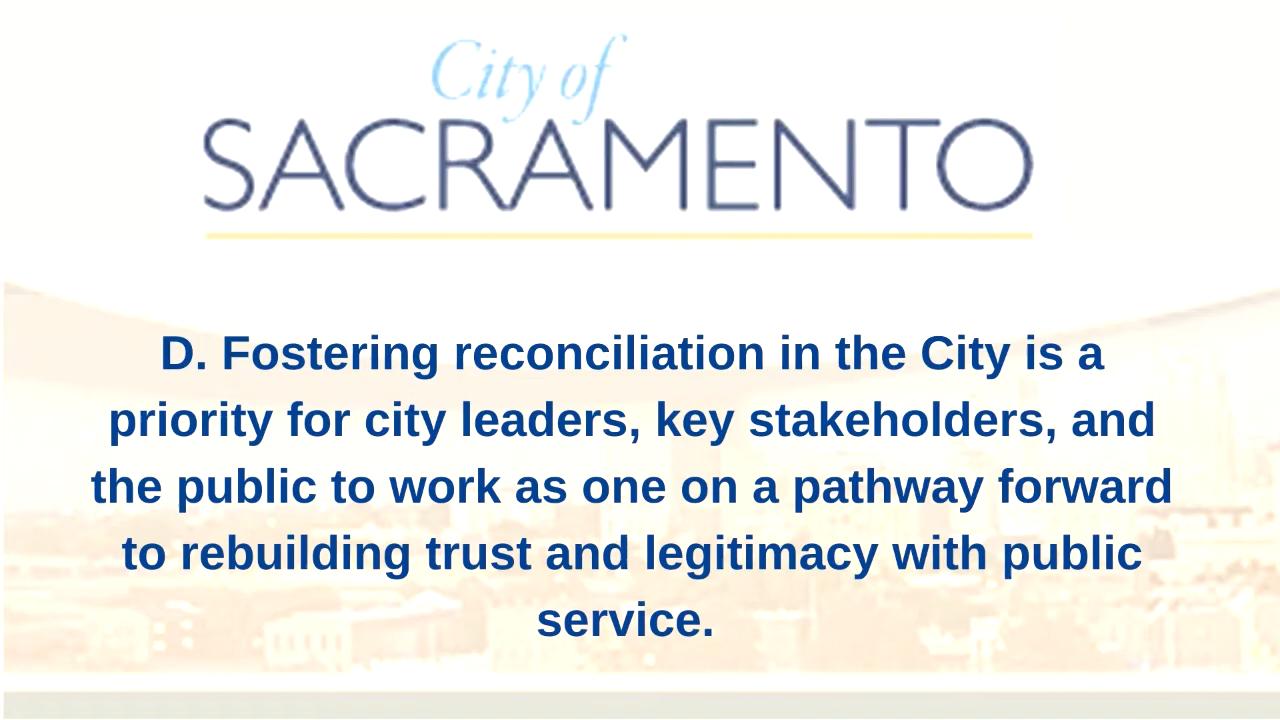 City of
SACRAMENTO
D. Fostering reconciliation in the City is a
priority for city leaders, key stakeholders, and
the public to work as one on a pathway forward
to rebuilding trust and legitimacy with public
service.